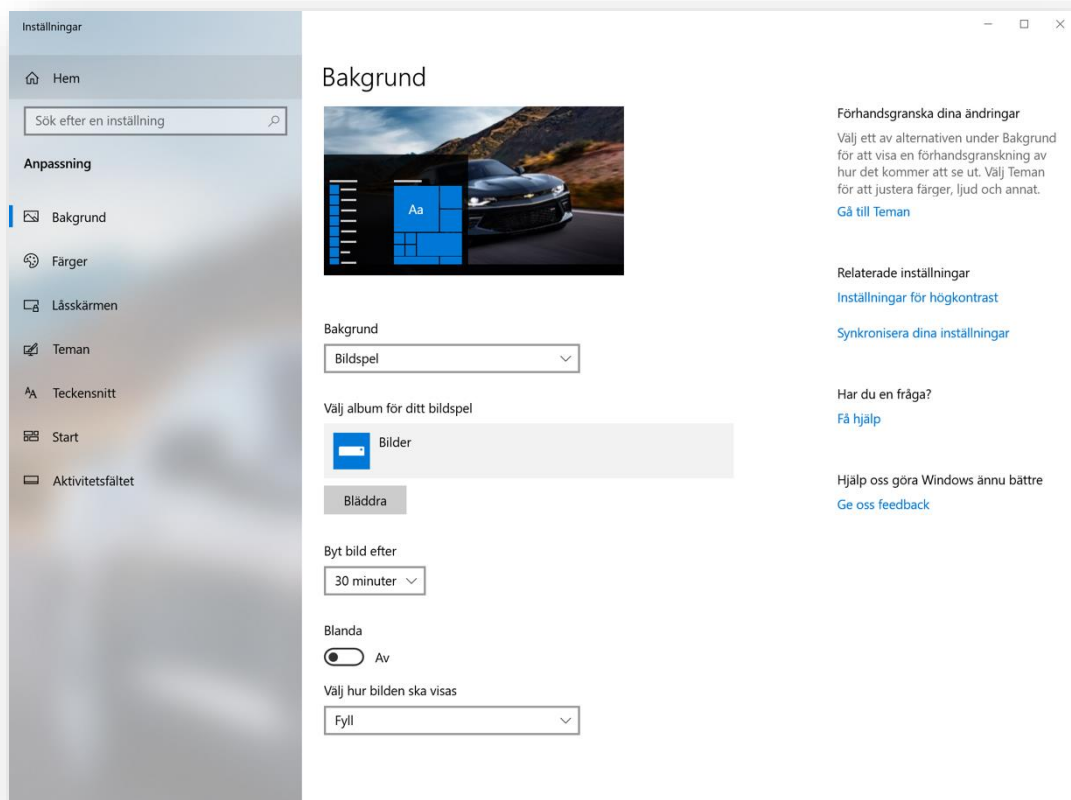 Inställningar
Hem
Sök efter en inställning
Anpassning
Bakgrund
Färger
Låsskärmen
Teman
Teckensnitt
Start
Aktivitetsfältet
Bakgrund
Aa
Bakgrund
Bildspel
Välj album för ditt bildspel
Bilder
Bläddra
Byt bild efter
30 minuter
Blanda
Av
Välj hur bilden ska visas
Fyll
Förhandsgranska dina ändringar
Välj ett av alternativen under Bakgrund
för att visa en förhandsgranskning av
hur det kommer att se ut. Välj Teman
för att justera färger, ljud och annat.
Gå till Teman
Relaterade inställningar
Inställningar för högkontrast
Synkronisera dina inställningar
Har du en fråga?
Få hjälp
Hjälp oss göra Windows ännu bättre
Ge oss feedback